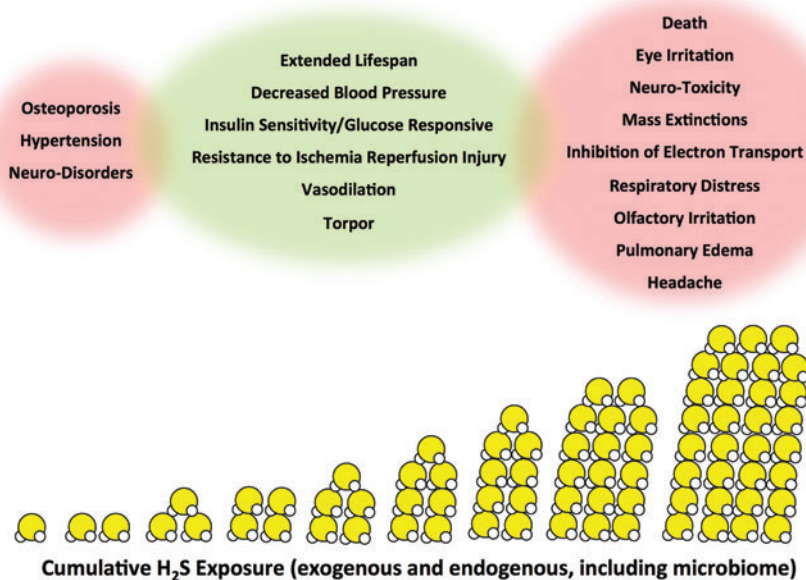 Osteoporosis
Hypertension
Neuro-Disorders
Extended Lifespan
Decreased Blood Pressure
Insulin Sensitivity/Glucose Responsive
Resistance to Ischemia Reperfusion Injury
Vasodilation
Torpor
Death
Eye Irritation
Neuro-Toxicity
Mass Extinctions
Inhibition of Electron Transport
Respiratory Distress
Olfactory Irritation
Pulmonary Edema
Headache
Cumulative H₂S Exposure (exogenous and endogenous, including microbiome)